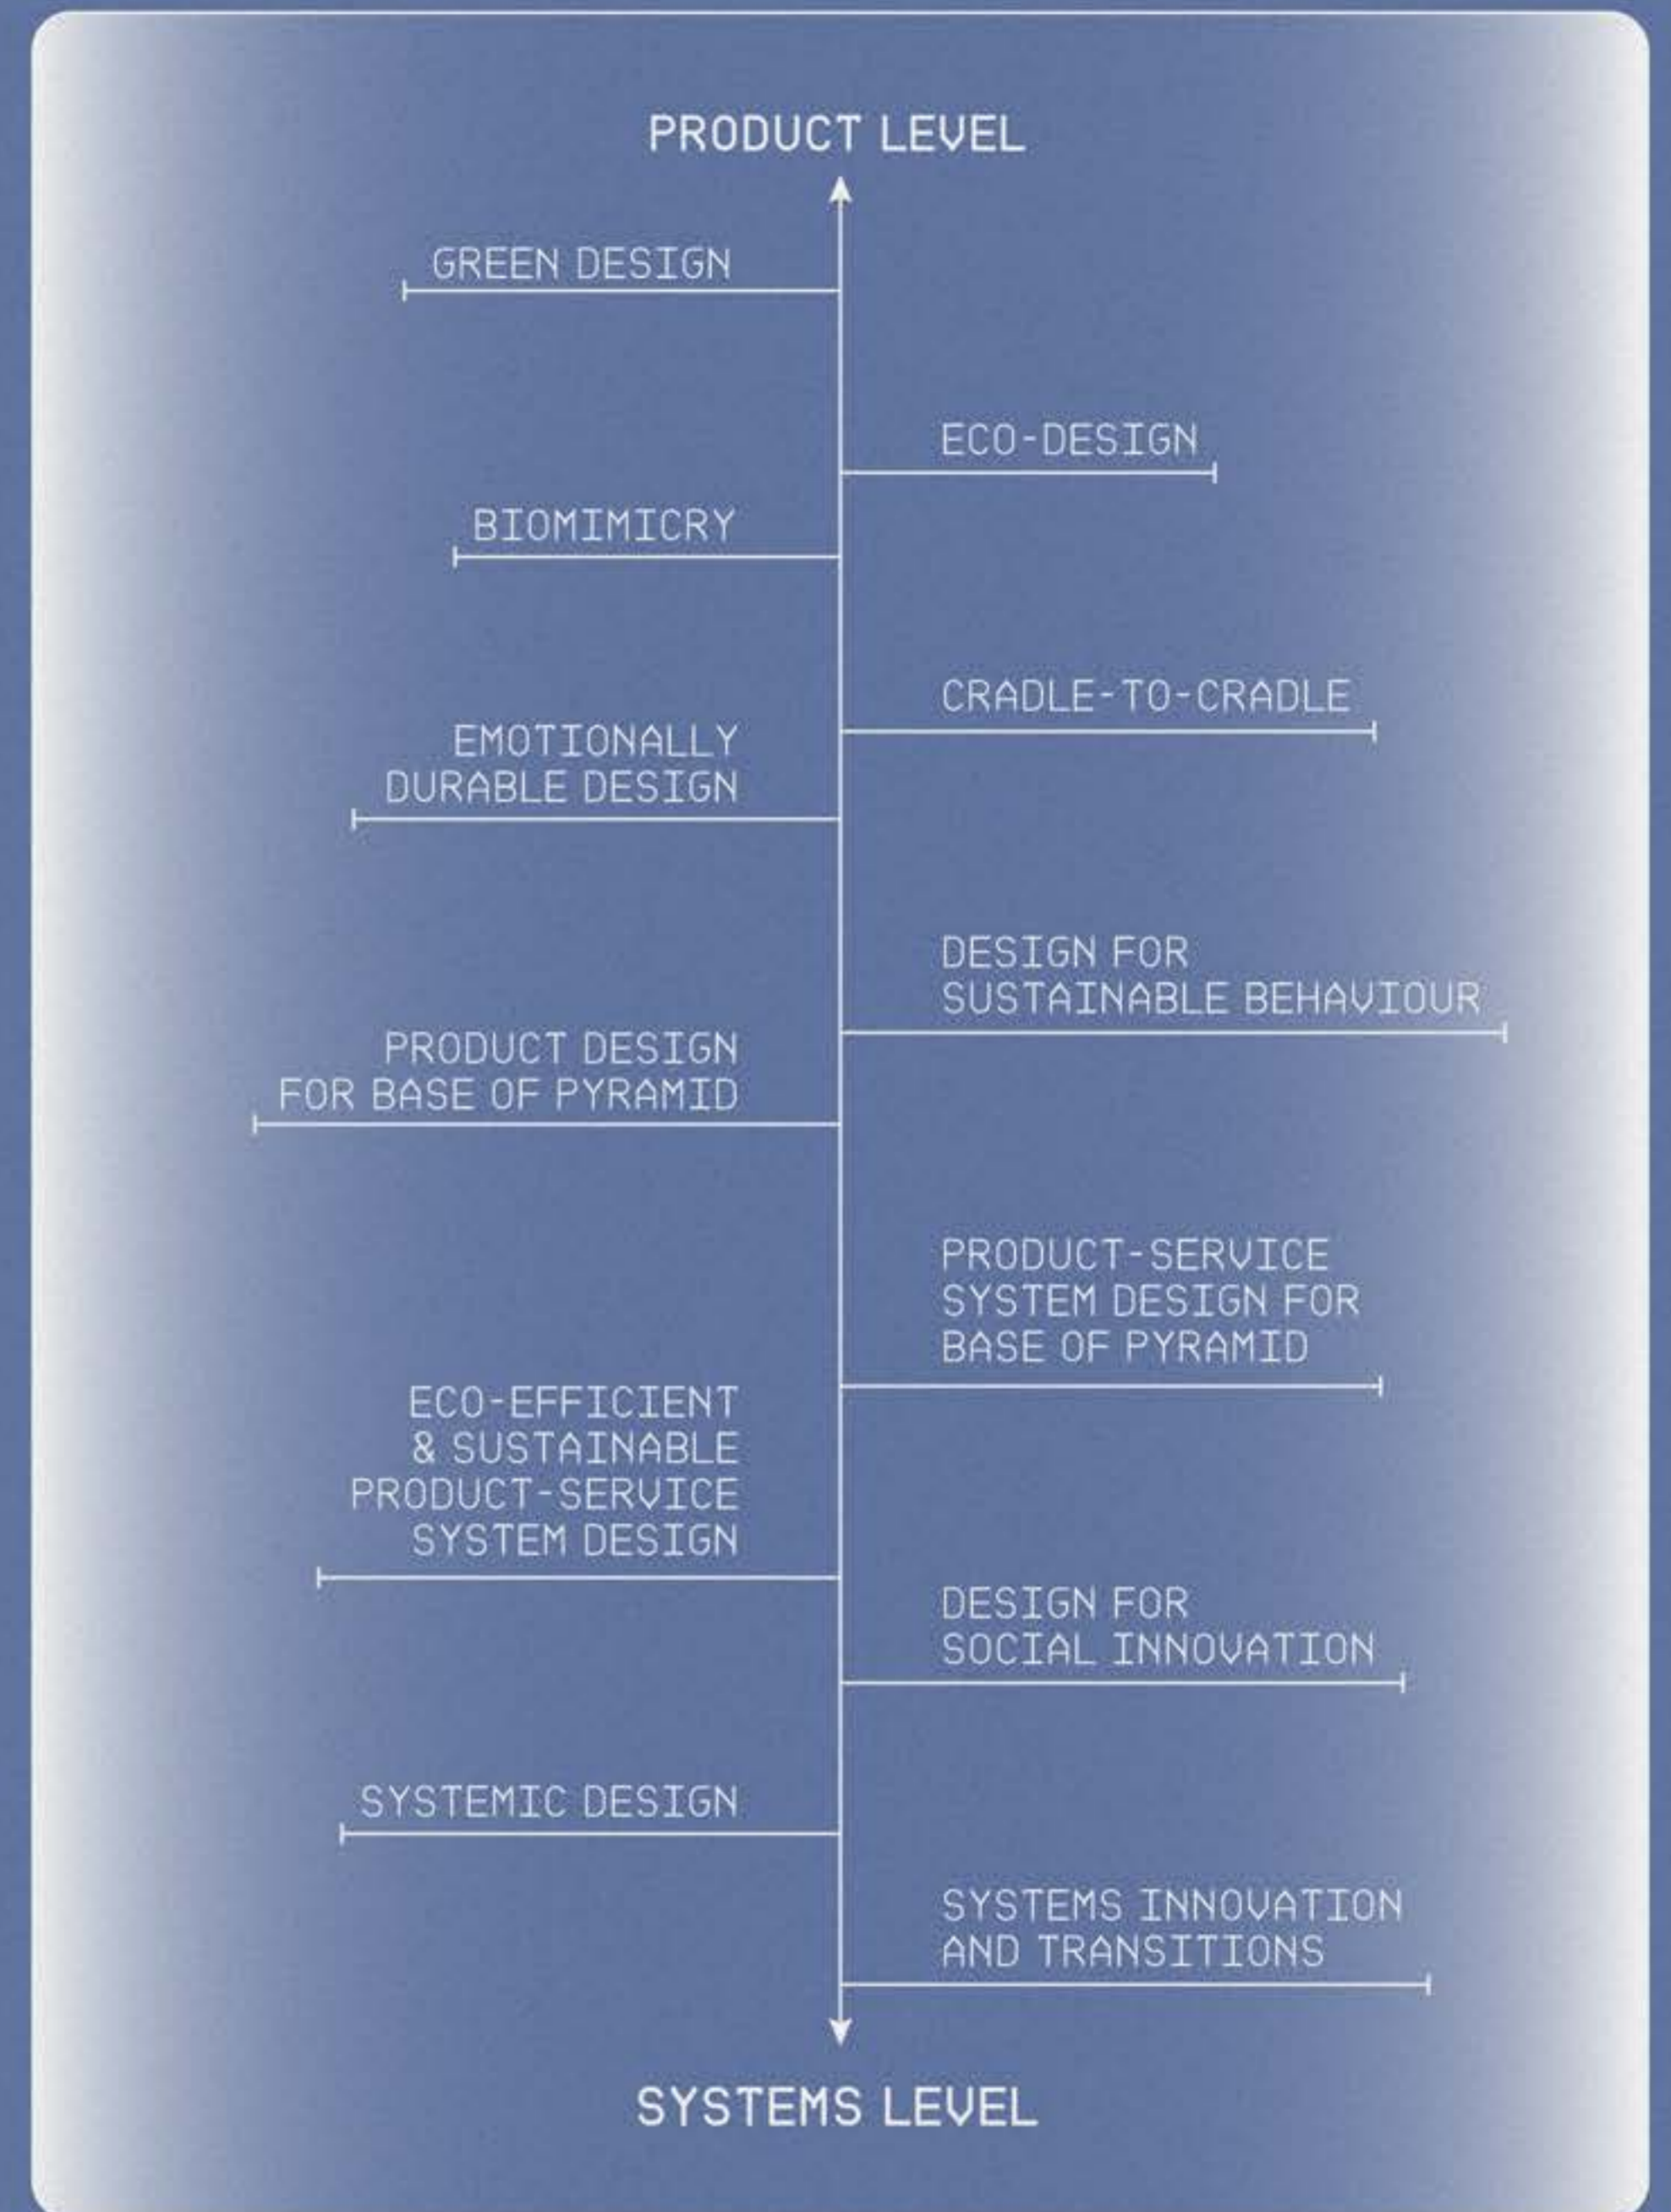 PRODUCT LEVEL
GREEN DESIGN
ECO-DESIGN
BIOMIMICRY
CRADLE-TO-CRADLE
EMOTIONALLY
DURABLE DESIGN
DESIGN FOR
SUSTAINABLE BEHAVIOUR
PRODUCT DESIGN
FOR BASE OF PYRAMID
PRODUCT-SERVICE
SYSTEM DESIGN FOR
BASE OF PYRAMID
ECO-EFFICIENT
& SUSTAINABLE
PRODUCT-SERVICE
SYSTEM DESIGN
DESIGN FOR
SOCIAL INNOVATION
SYSTEMIC DESIGN
SYSTEMS INNOVATION
AND TRANSITIONS
SYSTEMS LEVEL